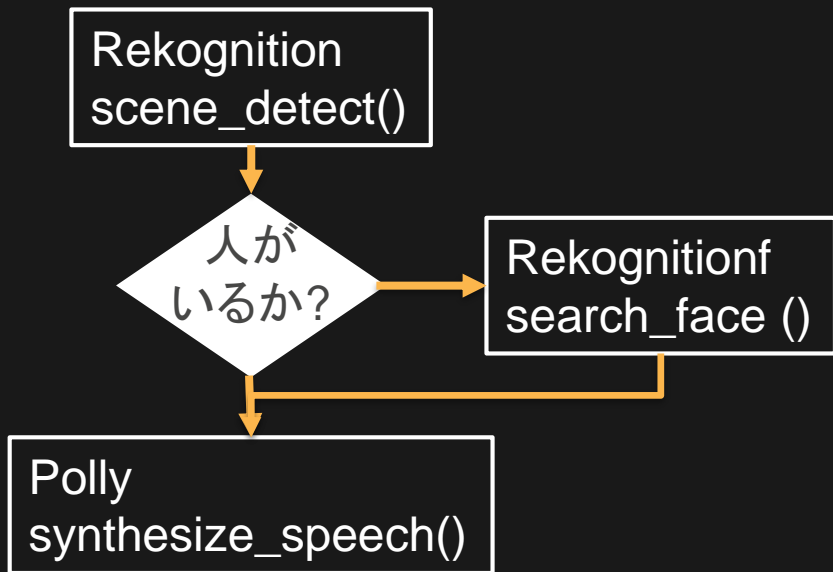 Rekognition
scene_detect()
人が
いるか?
Rekognitionf
search_face ()
Polly
synthesize_speech()